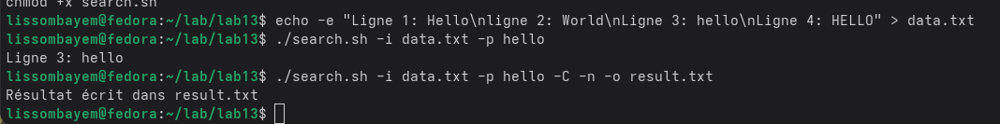 chmod +x search.sh
lissombayem@fedora:~/lab/lab13$ echo -e "Ligne 1: Hello\nligne 2: World\nLigne 3: hello\nLigne 4: HELLO" > data.txt
lissombayem@fedora:~/lab/lab13$ ./search.sh -i data.txt -p hello
Ligne 3: hello
lissombayem@fedora:~/lab/lab13$ ./search.sh -i data.txt -p hello -C -n -o result.txt
Résultat écrit dans result.txt
lissombayem@fedora:~/lab/lab13$